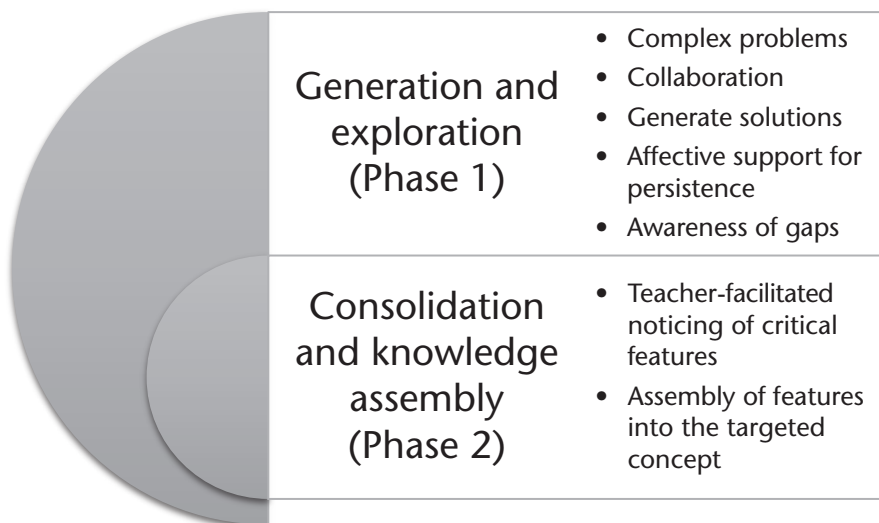 Generation and
exploration
(Phase 1)
• Complex problems
• Collaboration
• Generate solutions
• Affective support for
persistence
• Awareness of gaps
Consolidation
and knowledge
assembly
(Phase 2)
• Teacher-facilitated
noticing of critical
features
• Assembly of features
into the targeted
concept